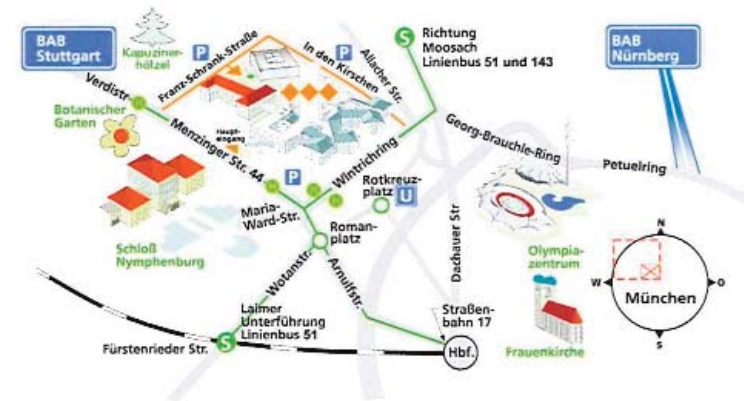 BAB
Stuttgart
Kapuziner-
hölzel
P
Franz-Schrank-Straße
In den Kirschen
P
Allacher Str.
S
Richtung
Moosach
Linienbus 51 und 143
BAB
Nürnberg
Verdistr.
Botanischer
Garten
Menzinger Str. 44
Haupt-
eingang
Wintrichring
Georg-Brauchle-Ring
Petuelring
P
Rotkreuz-
platz
U
Maria-
Ward-Str.
Roman-
platz
Schloß
Nymphenburg
Dachauer Str
Olympia-
zentrum
N
W
O
S
München
Wotanstr.
Arnulfstr.
Laimer
Unterführung
Linienbus 51
S
Fürstenrieder Str.
Straßen-
bahn 17
Hbf.
Frauenkirche